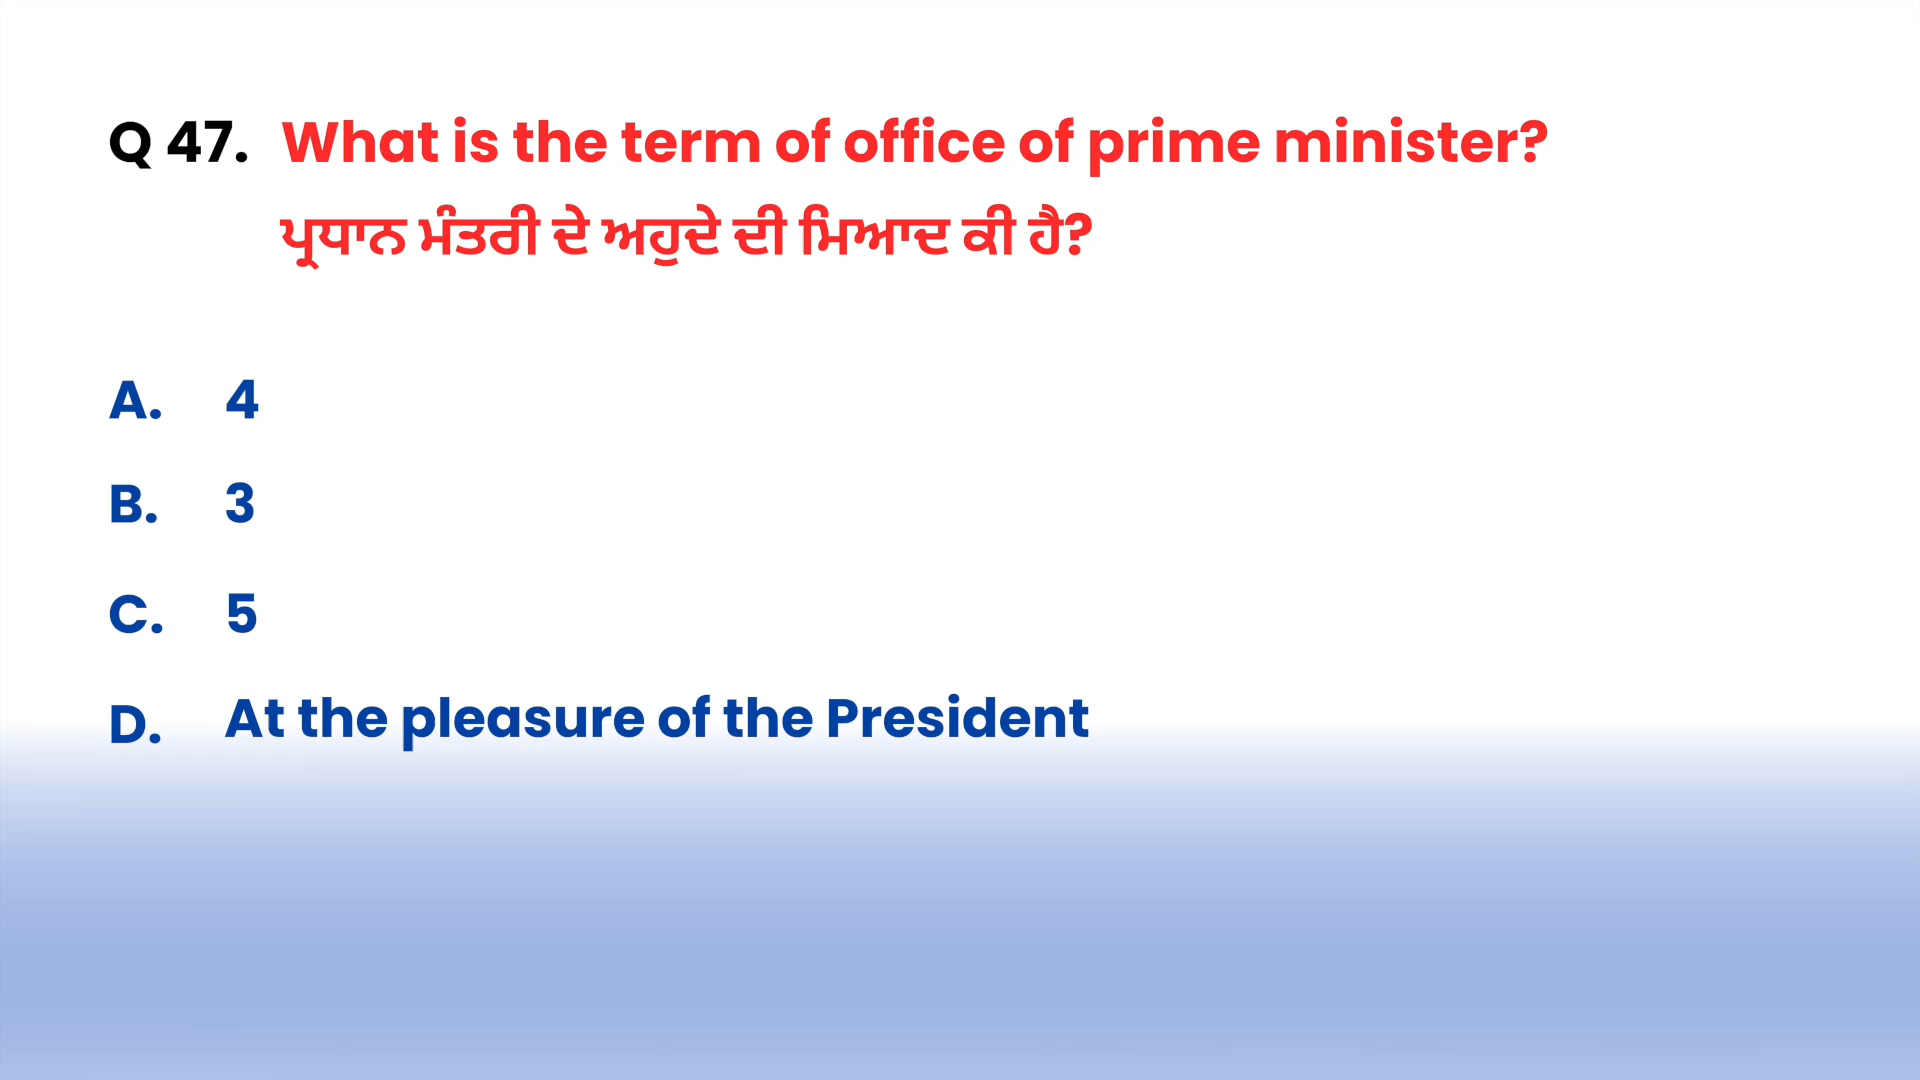 Q 47. What is the term of office of prime minister?
ਪ੍ਰਧਾਨ ਮੰਤਰੀ ਦੇ ਅਹੁਦੇ ਦੀ ਮਿਆਦ ਕੀ ਹੈ?
A. 4
B. 3
C. 5
D. At the pleasure of the President